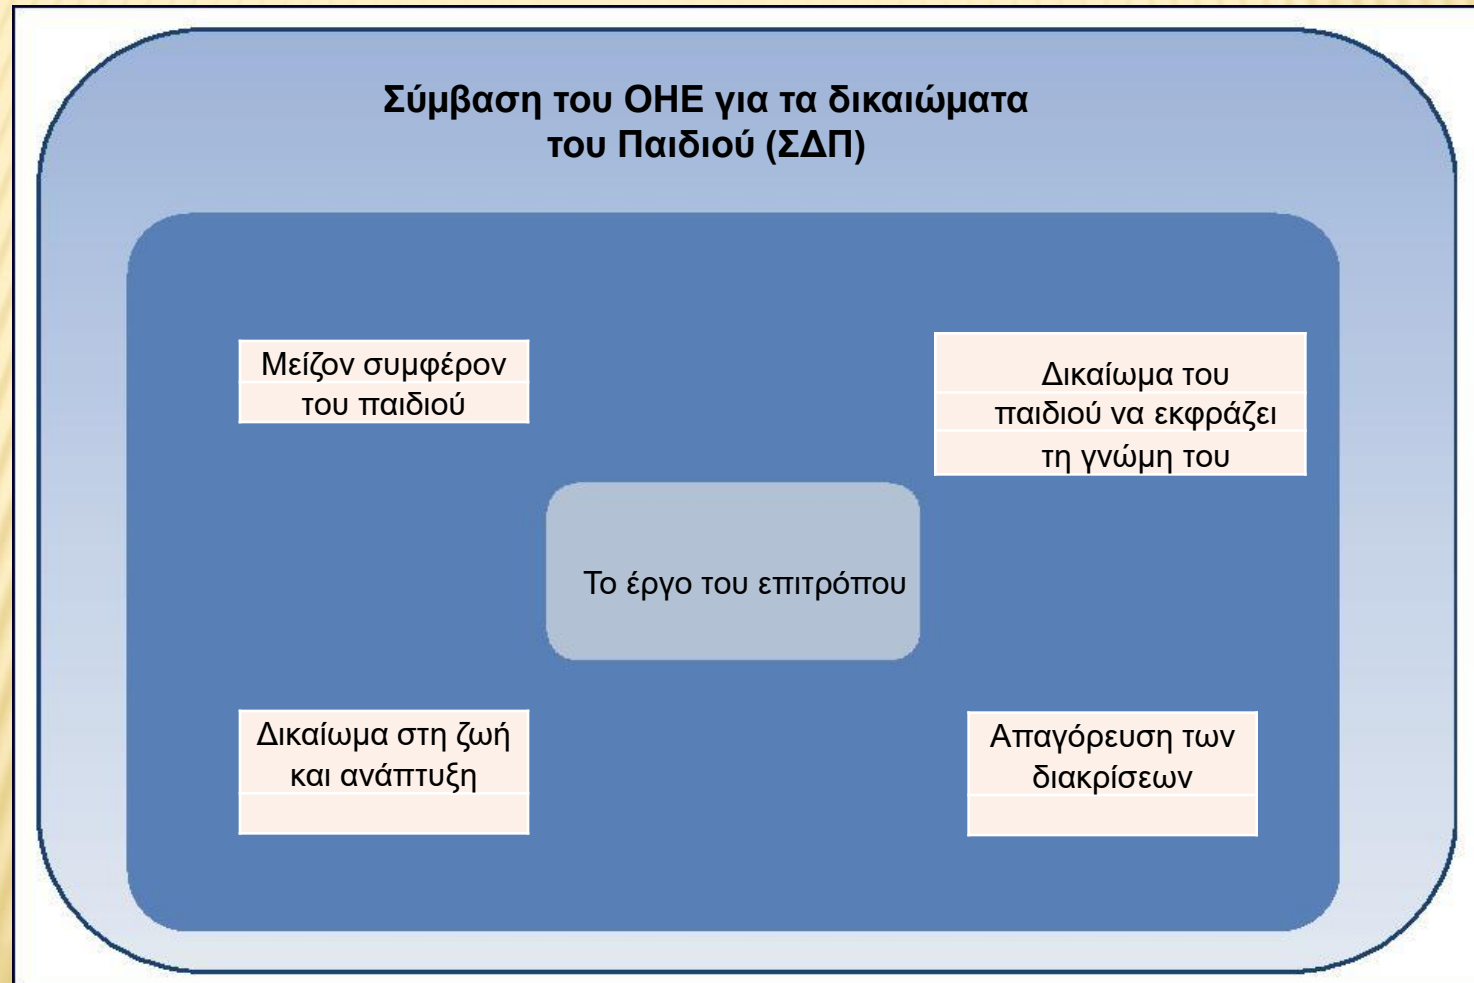 Σύμβαση του ΟΗΕ για τα δικαιώματα
του Παιδιού (ΣΔΠ)
Μείζον συμφέρον
του παιδιού
Δικαίωμα του
παιδιού να εκφράζει
τη γνώμη του
Το έργο του επιτρόπου
Δικαίωμα στη ζωή
και ανάπτυξη
Απαγόρευση των
διακρίσεων